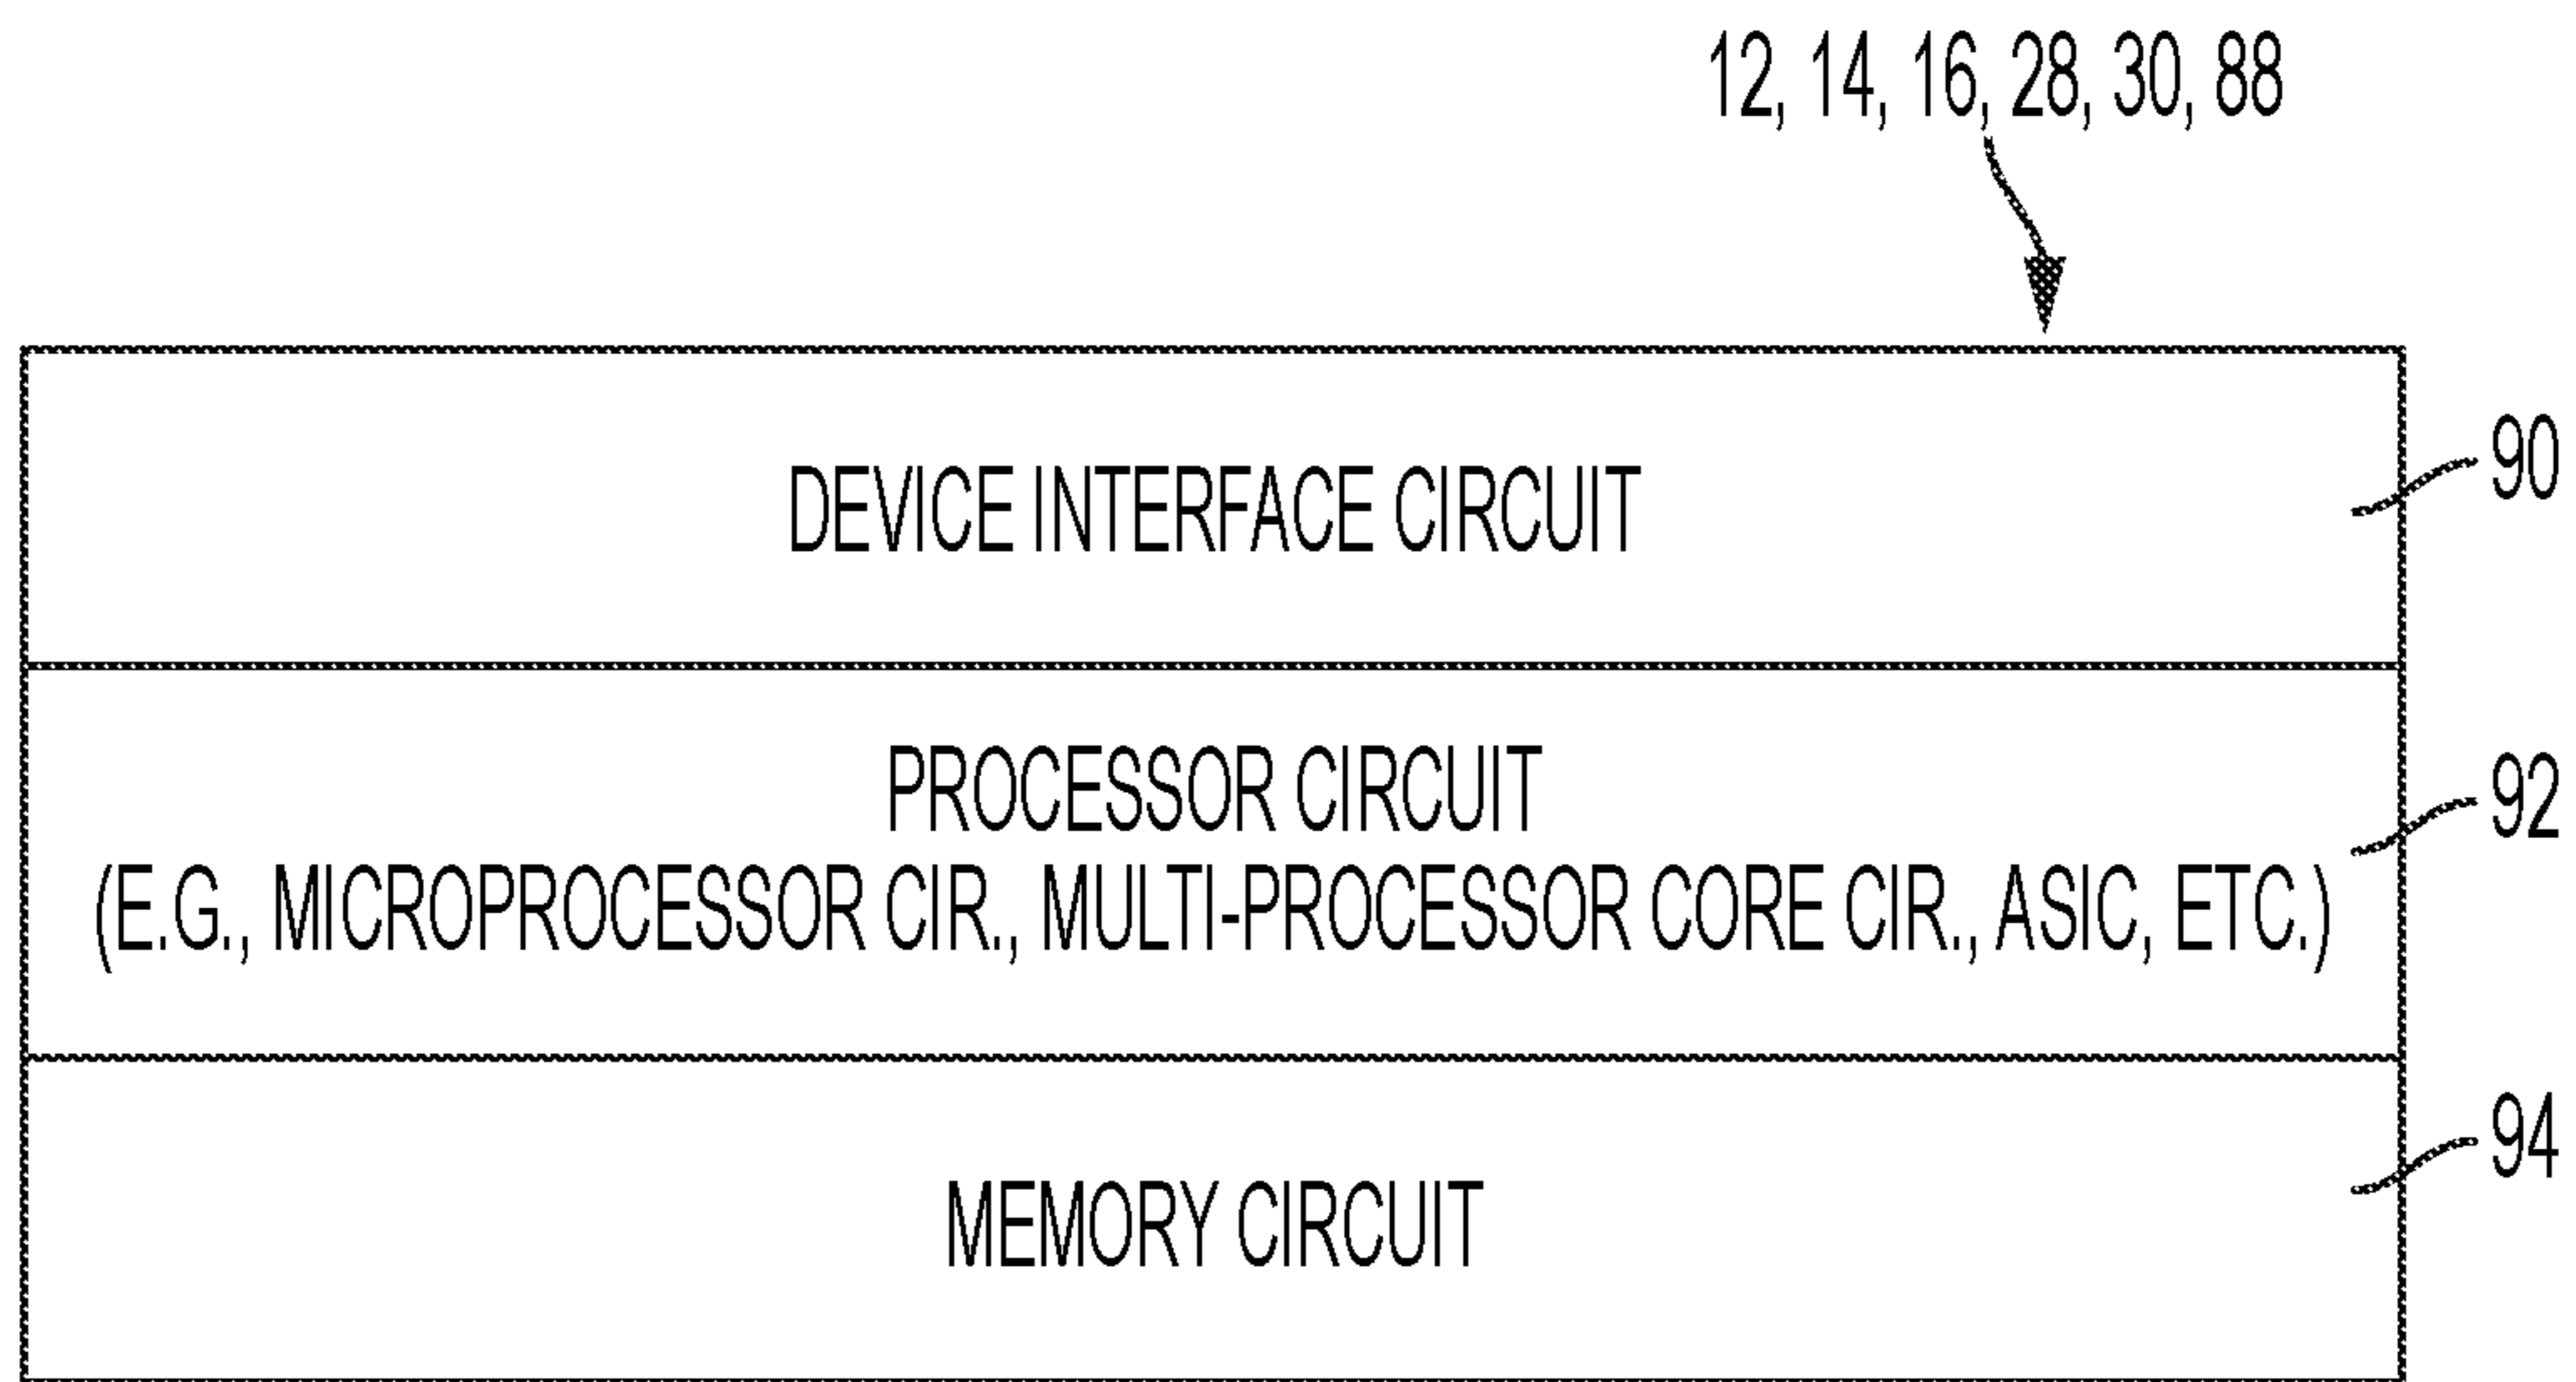 12, 14, 16, 28, 30, 88
DEVICE INTERFACE CIRCUIT
90
PROCESSOR CIRCUIT
(E.G., MICROPROCESSOR CIR., MULTI-PROCESSOR CORE CIR., ASIC, ETC.)
92
MEMORY CIRCUIT
94